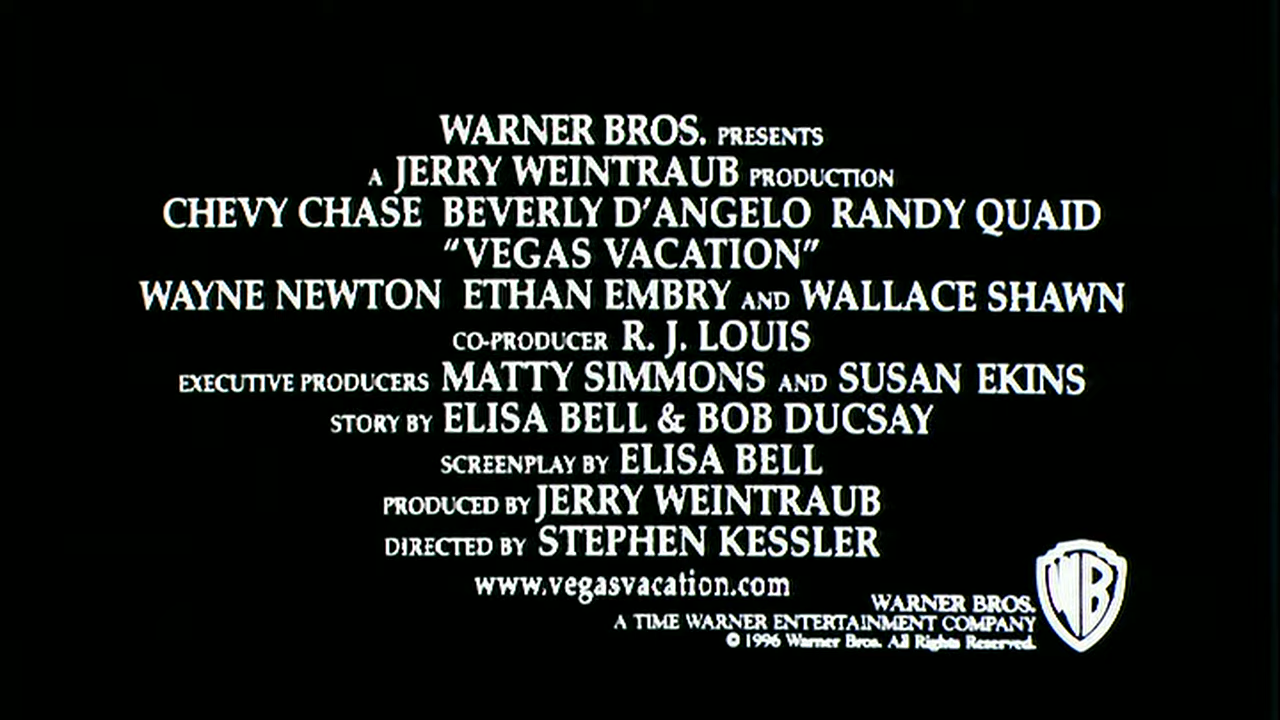 WARNER BROS. PRESENTS
A JERRY WEINTRAUB PRODUCTION
CHEVY CHASE BEVERLY D'ANGELO RANDY QUAID
"VEGAS VACATION"
WAYNE NEWTON ETHAN EMBRY AND WALLACE SHAWN
CO-PRODUCER R. J. LOUIS
EXECUTIVE PRODUCERS MATTY SIMMONS AND SUSAN EKINS
STORY BY ELISA BELL & BOB DUCSAY
SCREENPLAY BY ELISA BELL
PRODUCED BY JERRY WEINTRAUB
DIRECTED BY STEPHEN KESSLER
www.vegasvacation.com
WARNER BROS.
A TIME WARNER ENTERTAINMENT COMPANY
© 1996 Warner Bros. All Rights Reserved.
WB